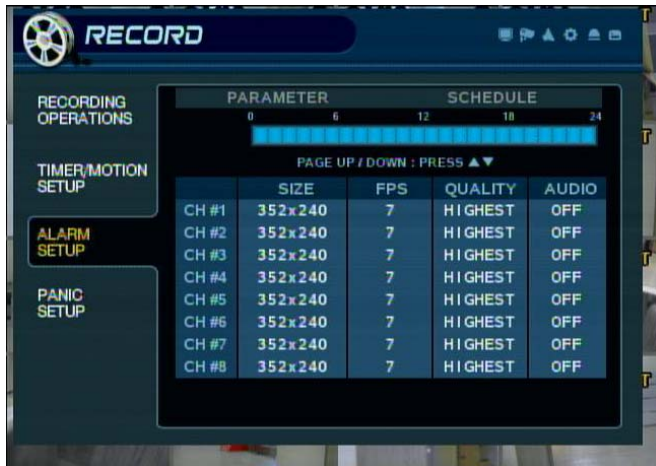 RECORD
RECORDING
OPERATIONS
TIMER/MOTION
SETUP
ALARM
SETUP
PANIC
SETUP
PARAMETER SCHEDULE
0 6 12 18 24
PAGE UP / DOWN : PRESS ▲▼
SIZE FPS QUALITY AUDIO
CH #1 352x240 7 HIGHEST OFF
CH #2 352x240 7 HIGHEST OFF
CH #3 352x240 7 HIGHEST OFF
CH #4 352x240 7 HIGHEST OFF
CH #5 352x240 7 HIGHEST OFF
CH #6 352x240 7 HIGHEST OFF
CH #7 352x240 7 HIGHEST OFF
CH #8 352x240 7 HIGHEST OFF
T
T
T
T